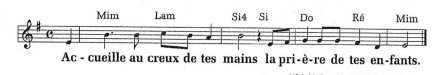 Mim Lam Si4 Si Do Ré Mim
Ac - cueille au creux de tes mains la pri - è - re de tes en - fants.